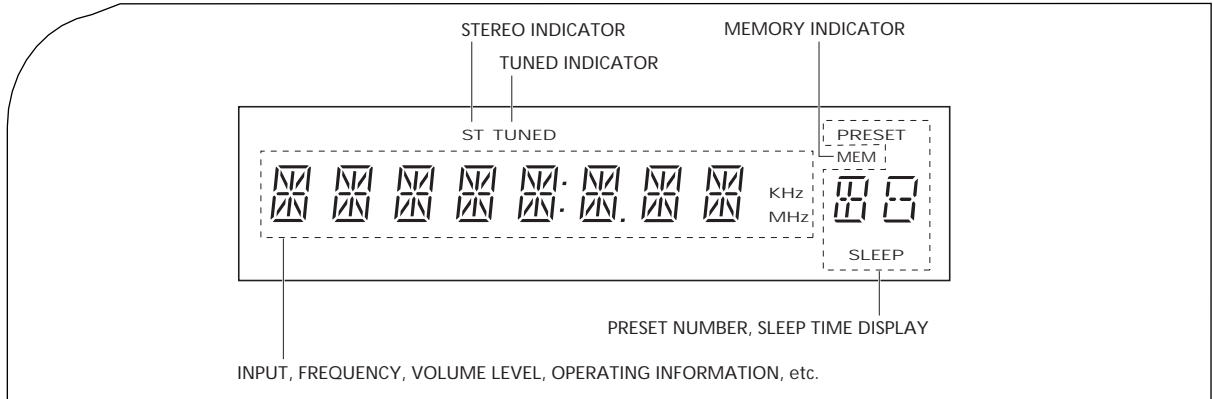 STEREO INDICATOR
MEMORY INDICATOR
TUNED INDICATOR
ST TUNED
PRESET
MEM
KHz
MHz
SLEEP
PRESET NUMBER, SLEEP TIME DISPLAY
INPUT, FREQUENCY, VOLUME LEVEL, OPERATING INFORMATION, etc.